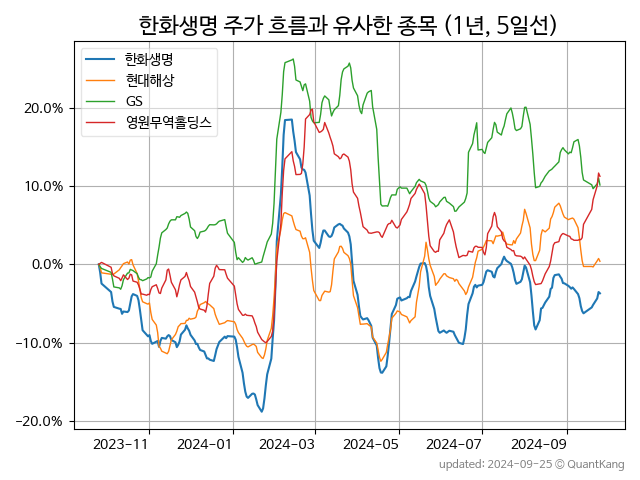 한화생명 주가 흐름과 유사한 종목 (1년, 5일선)
한화생명
현대해상
GS
영원무역홀딩스
20.0%
10.0%
0.0%
−10.0%
−20.0%
2023-11 2024-01 2024-03 2024-05 2024-07 2024-09
updated: 2024-09-25 © QuantKang